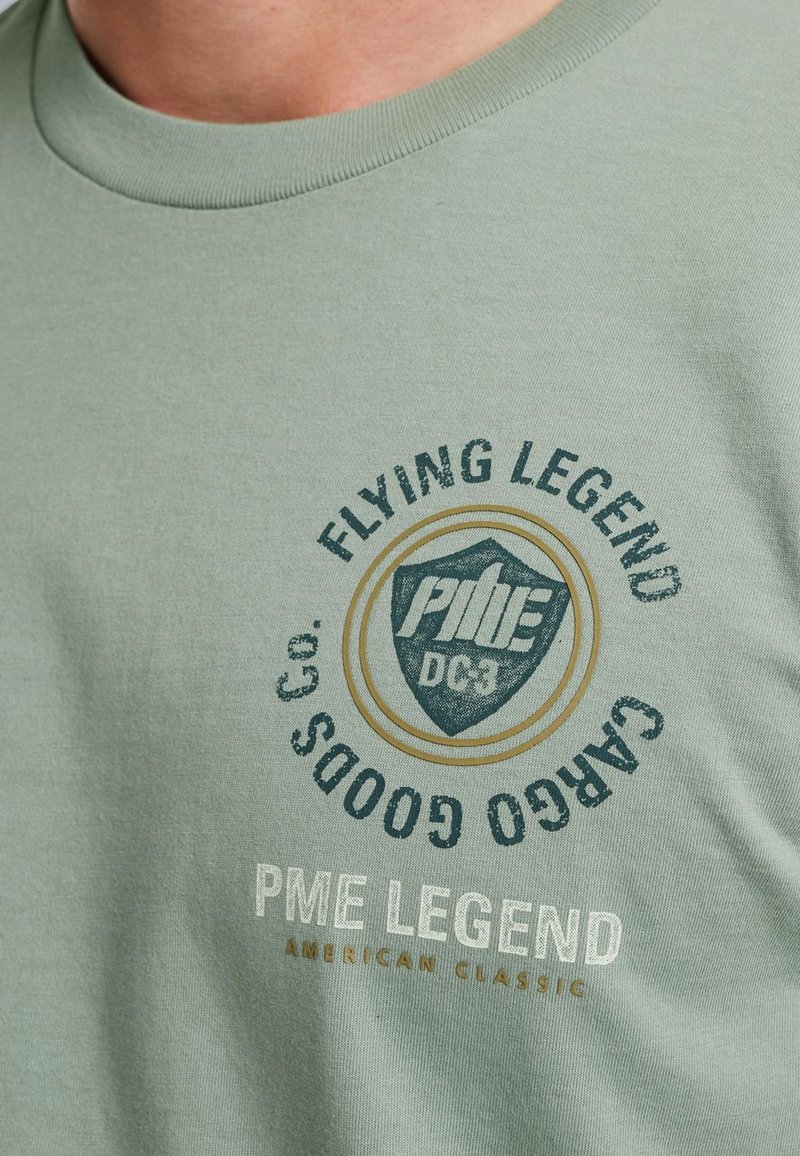 FLYING LEGEND
CARGO GOODS Co.
PME
DC-3
PME LEGEND
AMERICAN CLASSIC